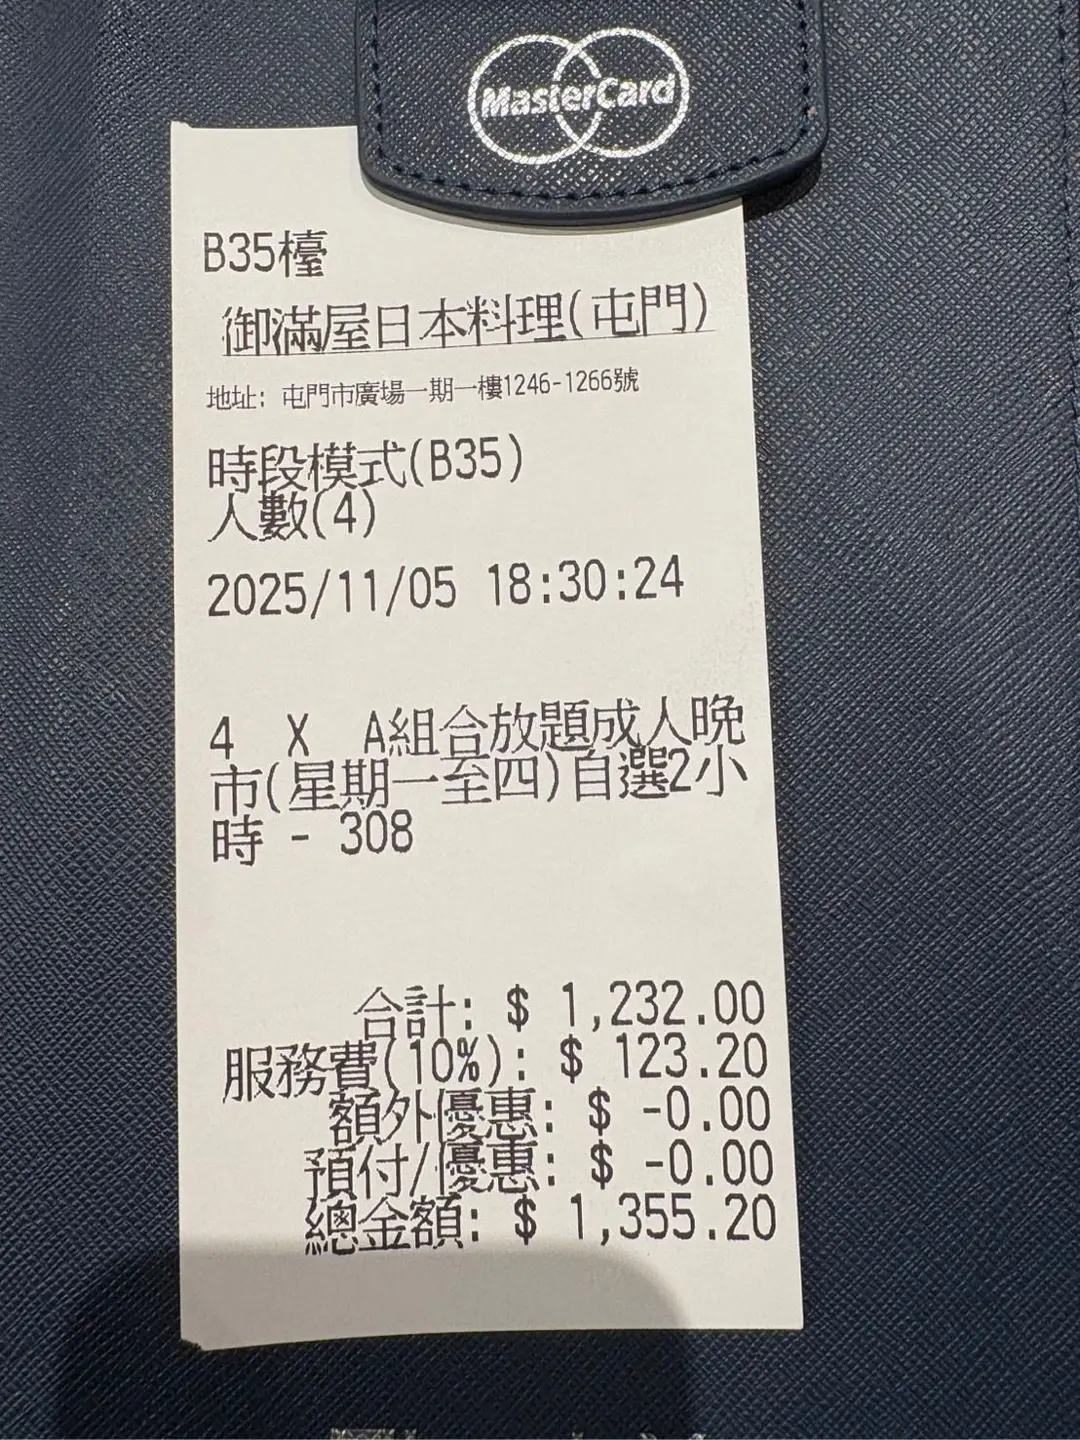 MasterCard
B35檯
御滿屋日本料理(屯門)
地址: 屯門市廣場一期一樓1246-1266號
時段模式(B35)
人數(4)
2025/11/05 18:30:24
4 X A組合放題成人晚
市(星期一至四)自選2小
時 - 308
合計: $ 1,232.00
服務費(10%): $ 123.20
額外優惠: $ -0.00
預付/優惠: $ -0.00
總金額: $ 1,355.20